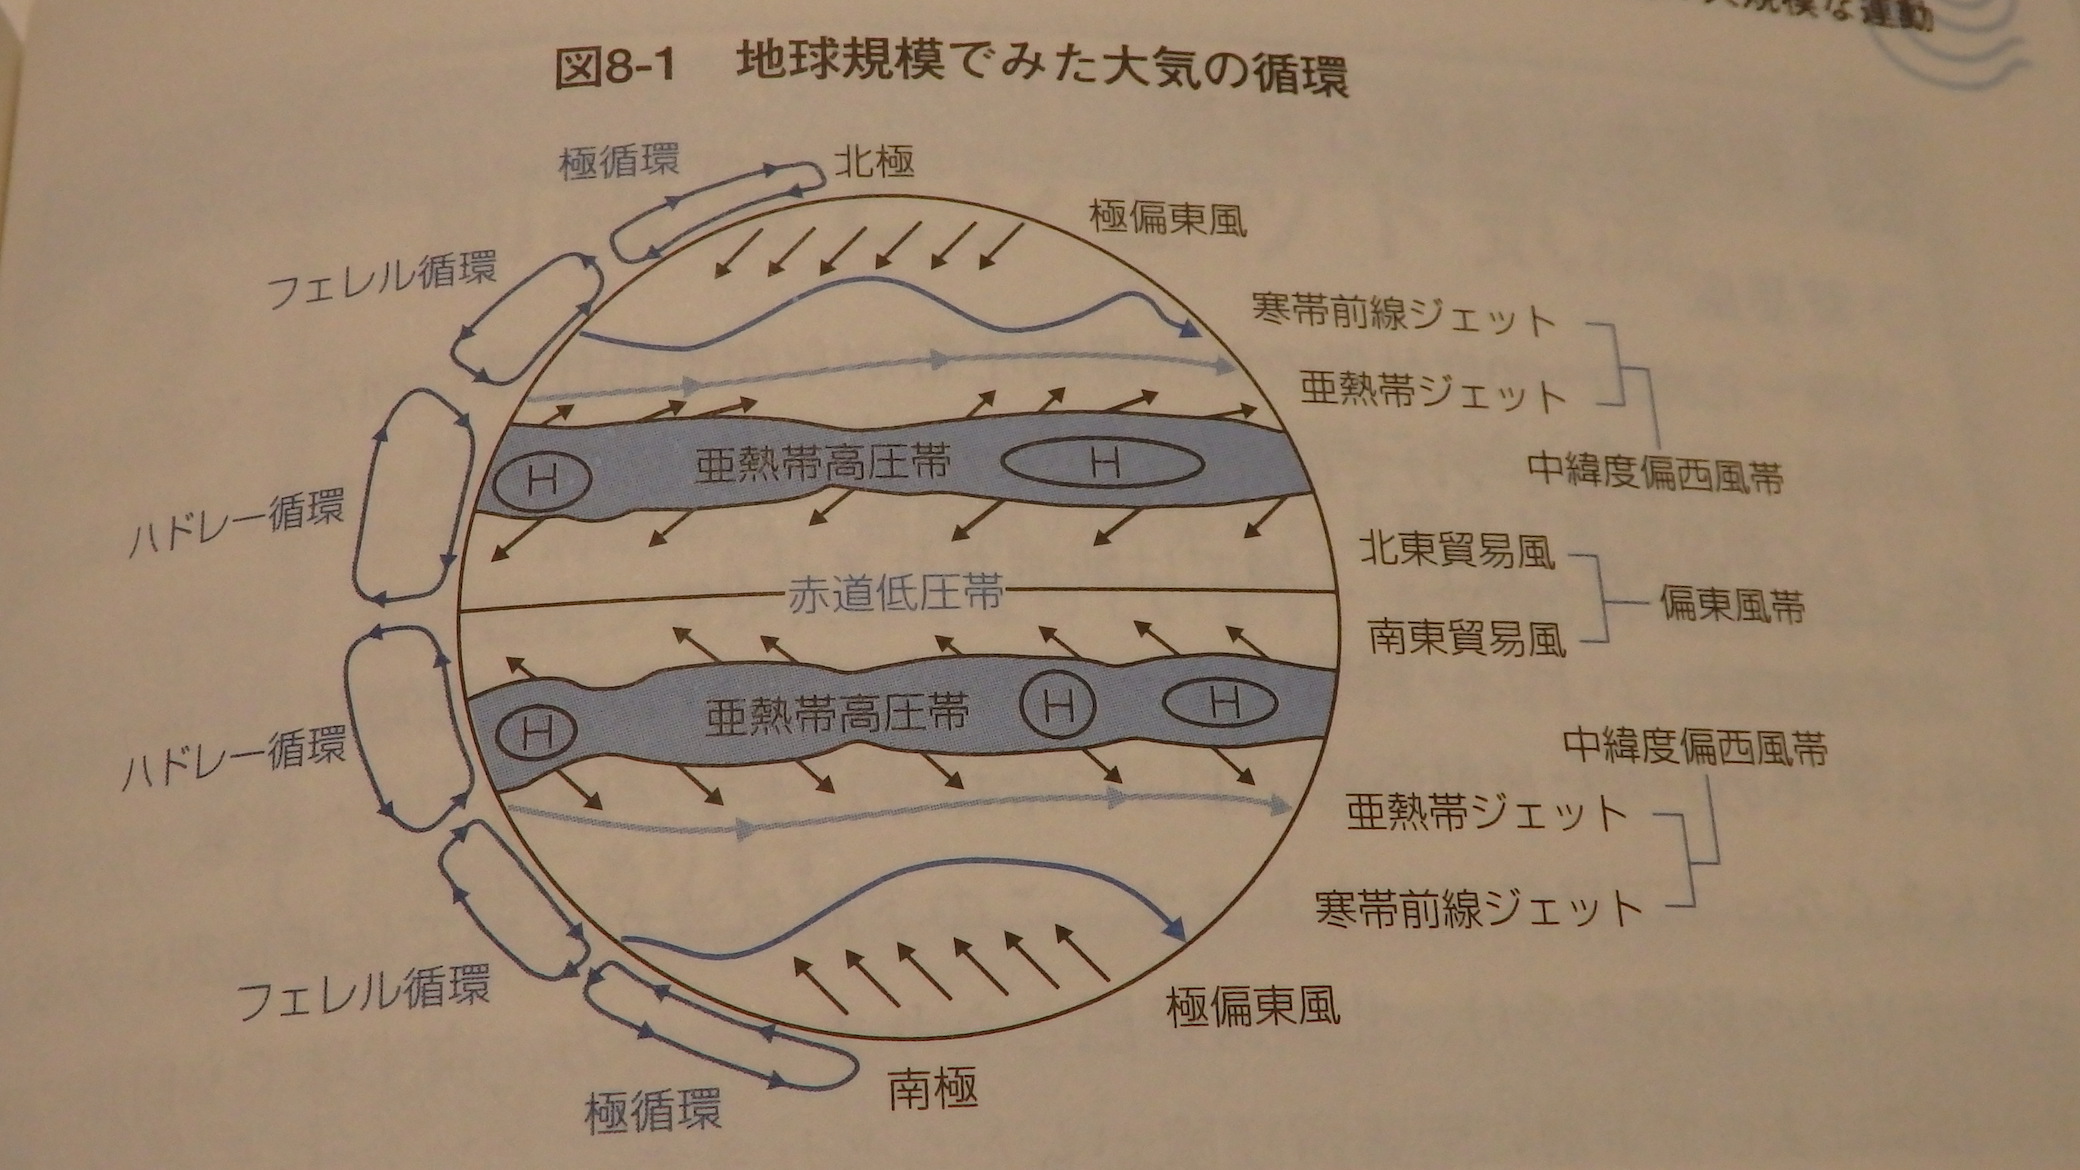 規模な運動
図8-1 地球規模でみた大気の循環
極循環
北極
極偏東風
フェレル循環
寒帯前線ジェット
亜熱帯ジェット
中緯度偏西風帯
H
亜熱帯高圧帯
H
ハドレー循環
北東貿易風
赤道低圧帯
偏東風帯
南東貿易風
H
亜熱帯高圧帯
H
H
ハドレー循環
中緯度偏西風帯
亜熱帯ジェット
寒帯前線ジェット
フェレル循環
極偏東風
南極
極循環